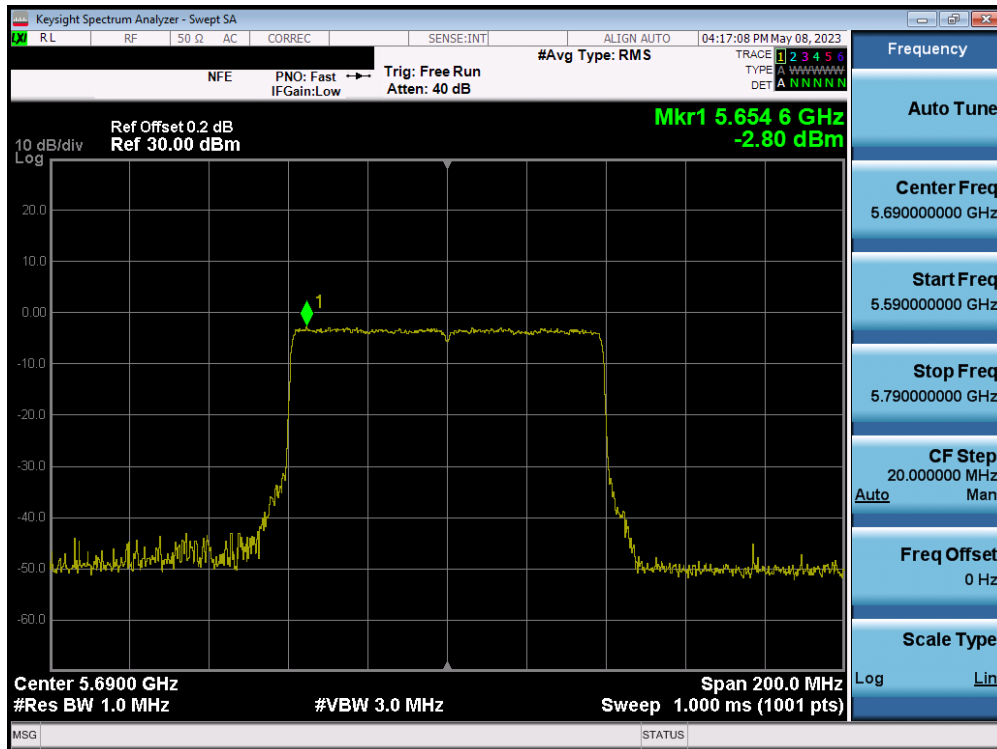 Keysight Spectrum Analyzer - Swept SA
LXI RL RF 50 Ω AC CORREC SENSE:INT ALIGN AUTO 04:17:08 PM May 08, 2023
Frequency
NFE
PNO: Fast
IFGain:Low
Trig: Free Run
Atten: 40 dB
#Avg Type: RMS
TRACE 1 2 3 4 5 6
TYPE A WWWWW
DET A N N N N N
Auto Tune
Mkr1 5.654 6 GHz
-2.80 dBm
Ref Offset 0.2 dB
Ref 30.00 dBm
10 dB/div
Log
1
20.0
10.0
0.00
-10.0
-20.0
-30.0
-40.0
-50.0
-60.0
Center Freq
5.690000000 GHz
Start Freq
5.590000000 GHz
Stop Freq
5.790000000 GHz
CF Step
20.000000 MHz
Auto Man
Freq Offset
0 Hz
Scale Type
Log Lin
Center 5.6900 GHz
Span 200.0 MHz
#Res BW 1.0 MHz
#VBW 3.0 MHz
Sweep 1.000 ms (1001 pts)
MSG
STATUS